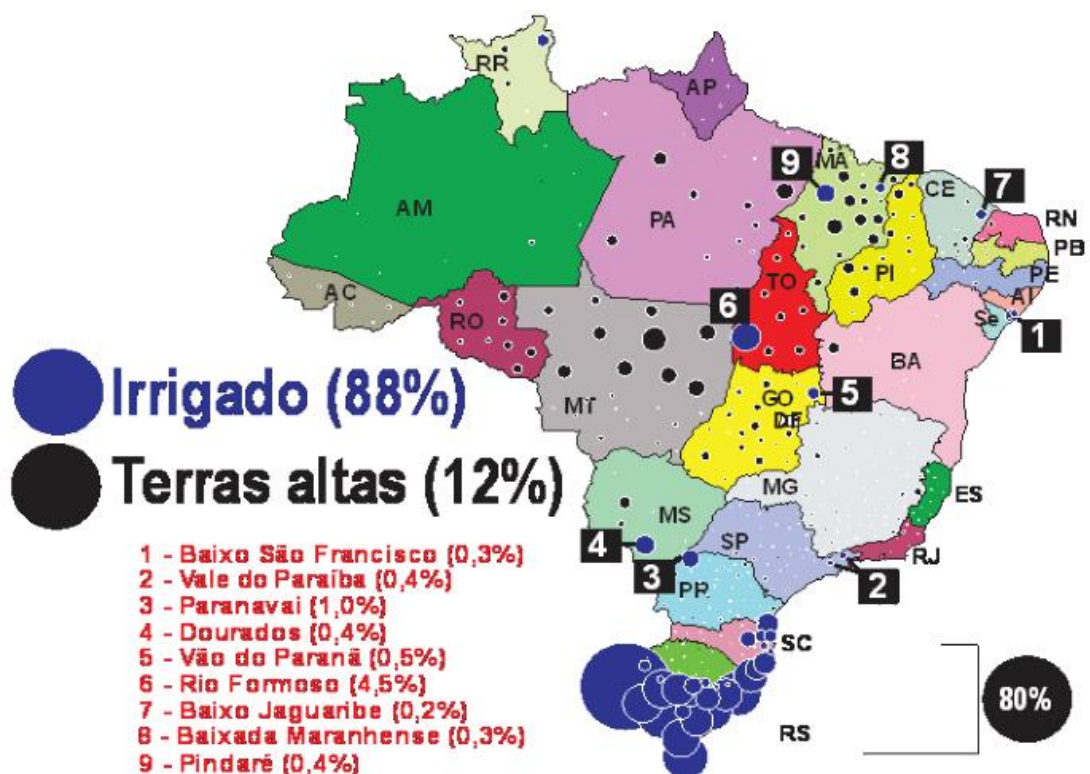 RR
AP
AM
PA
9
MA
8
CE
7
RN
PB
PE
AI
Se
1
AC
RO
TO
PI
6
BA
MT
GO
DF
5
MG
ES
MS
SP
RJ
4
3
2
PR
SC
RS
80%
Irrigado (88%)
Terras altas (12%)
1 - Baixo São Francisco (0,3%)
2 - Vale do Paraíba (0,4%)
3 - Paranavai (1,0%)
4 - Dourados (0,4%)
5 - Vão do Paranã (0,5%)
6 - Rio Formoso (4,5%)
7 - Baixo Jaguaribe (0,2%)
8 - Baixada Maranhense (0,3%)
9 - Pindaré (0,4%)